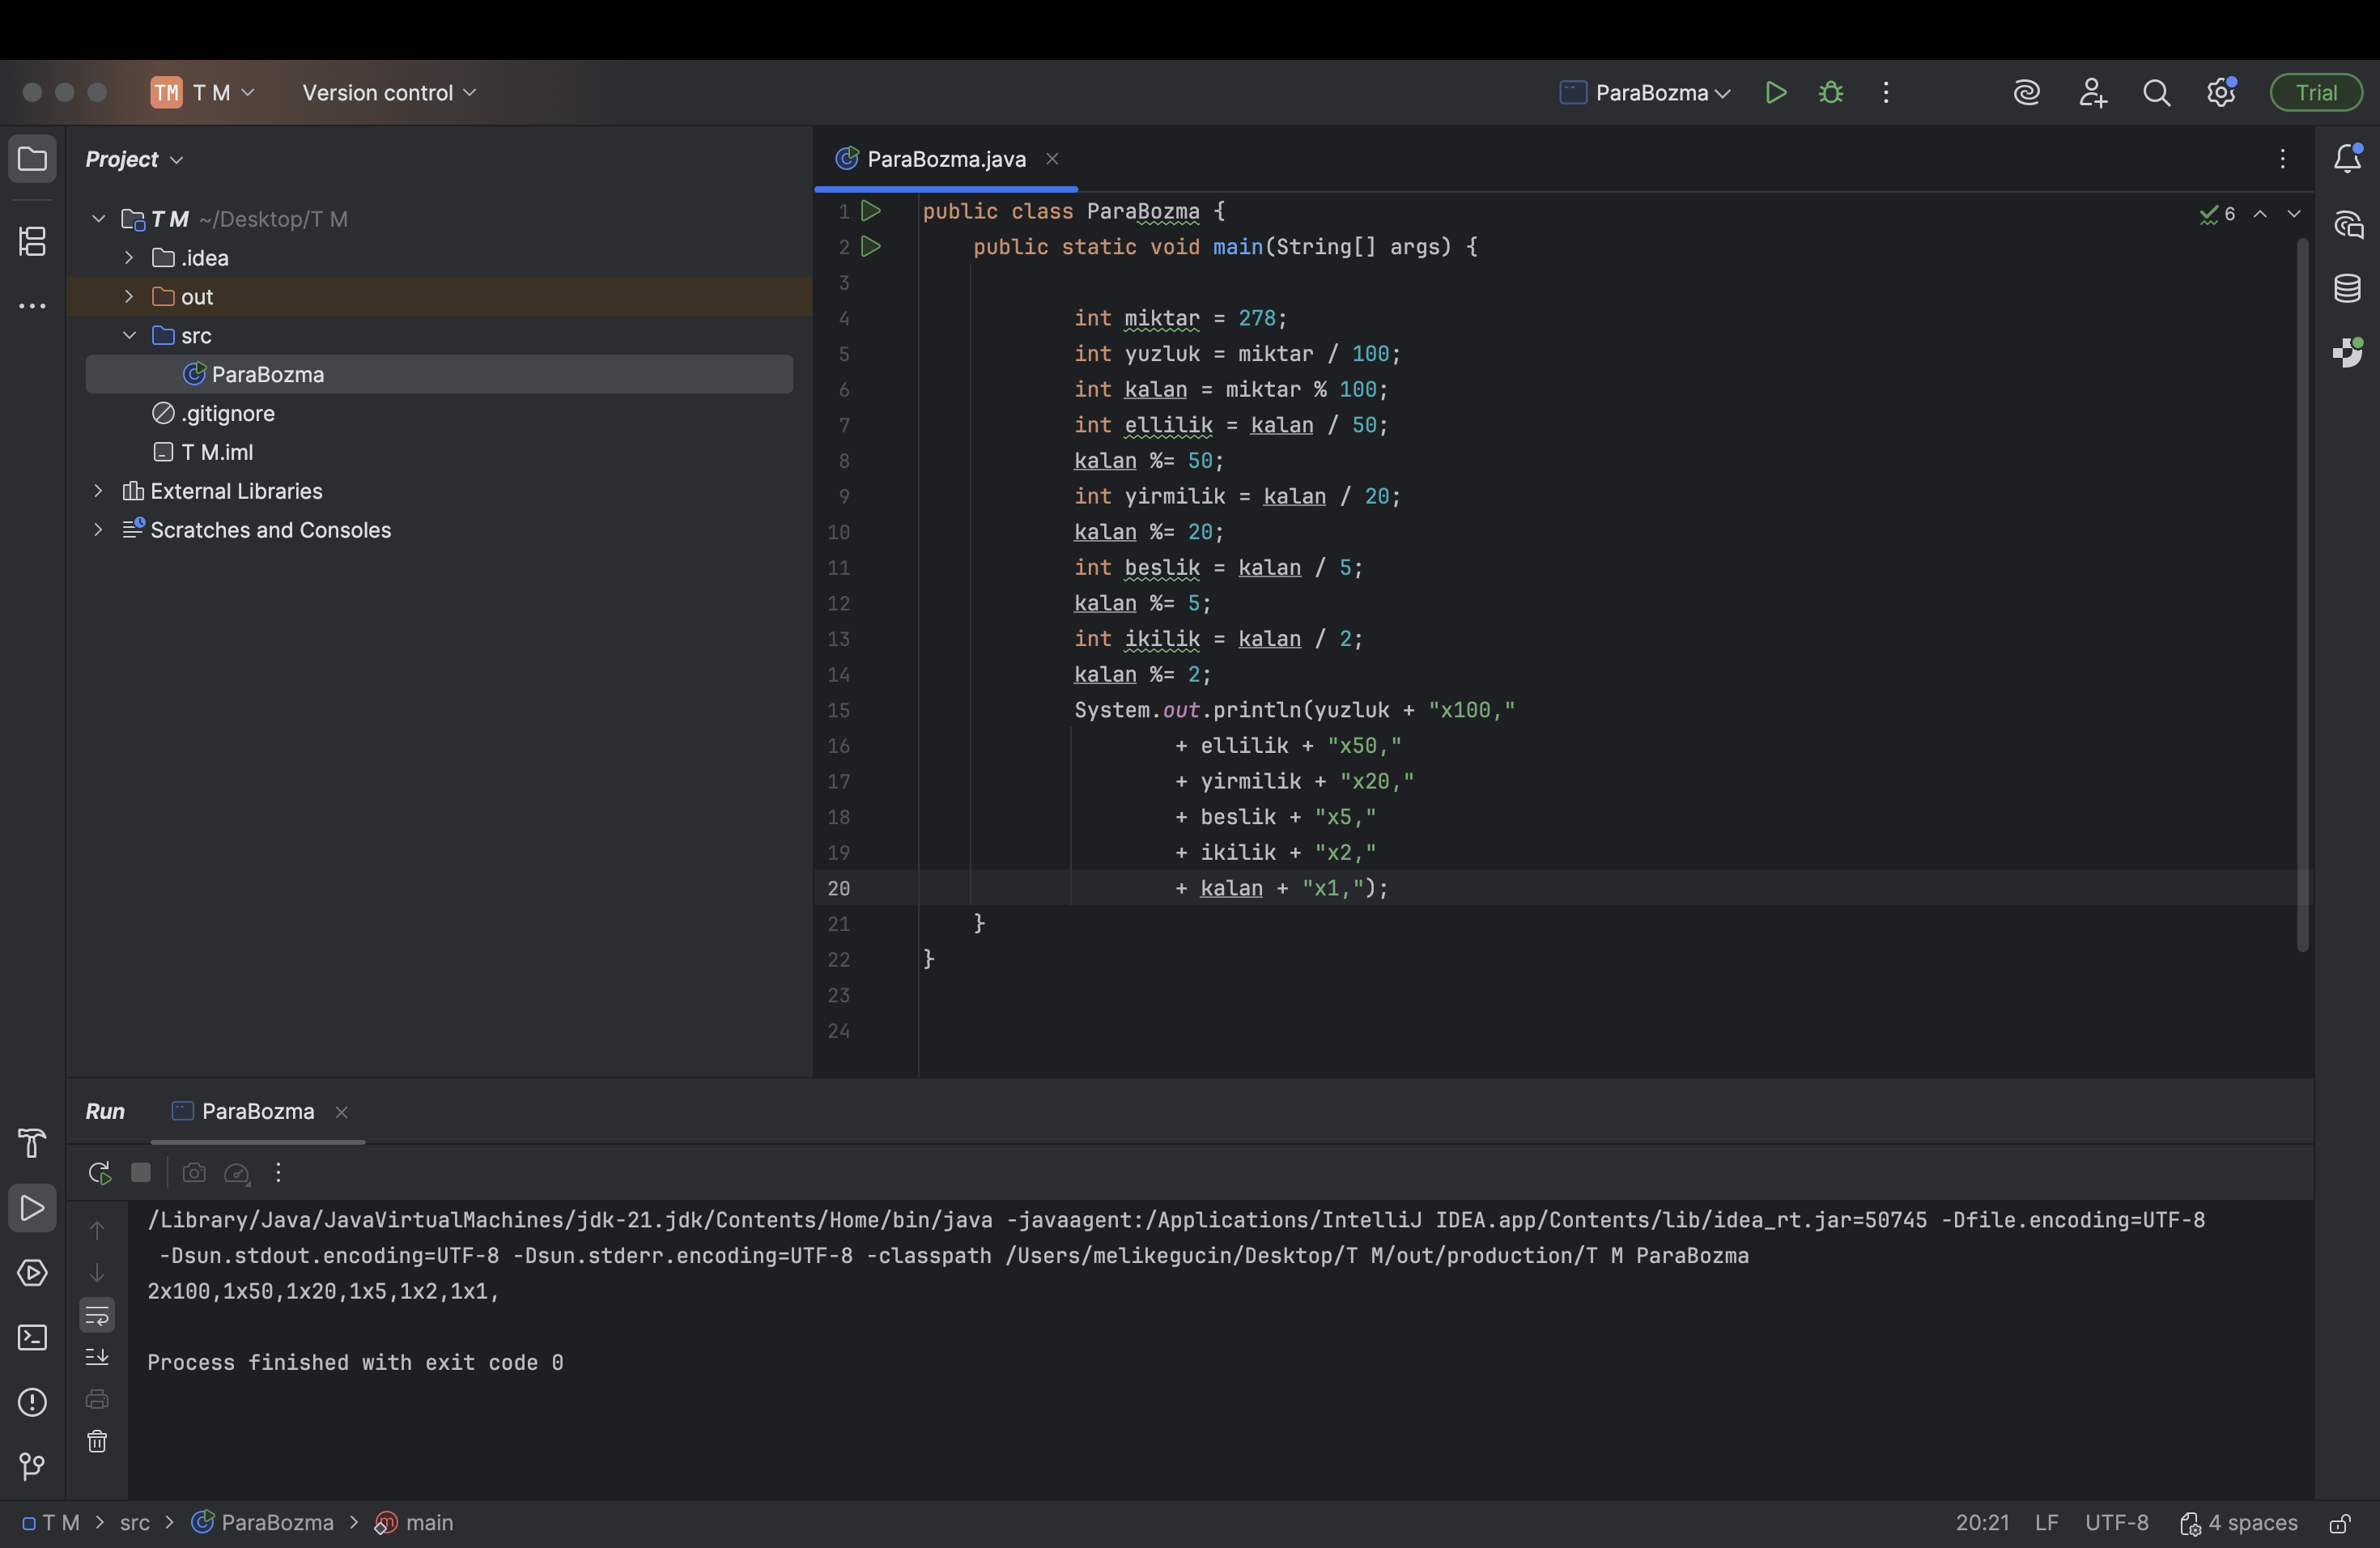 TM T M Version control ParaBozma Trial
Project
T M ~/Desktop/T M
.idea
out
src
ParaBozma
.gitignore
T M.iml
External Libraries
Scratches and Consoles
ParaBozma.java
6
1 public class ParaBozma {
2 public static void main(String[] args) {
3
4 int miktar = 278;
5 int yuzluk = miktar / 100;
6 int kalan = miktar % 100;
7 int ellilik = kalan / 50;
8 kalan %= 50;
9 int yirmilik = kalan / 20;
10 kalan %= 20;
11 int beslik = kalan / 5;
12 kalan %= 5;
13 int ikilik = kalan / 2;
14 kalan %= 2;
15 System.out.println(yuzluk + "x100,"
16 + ellilik + "x50,"
17 + yirmilik + "x20,"
18 + beslik + "x5,"
19 + ikilik + "x2,"
20 + kalan + "x1,");
21 }
22 }
23
24
Run ParaBozma
/Library/Java/JavaVirtualMachines/jdk-21.jdk/Contents/Home/bin/java -javaagent:/Applications/IntelliJ IDEA.app/Contents/lib/idea_rt.jar=50745 -Dfile.encoding=UTF-8
-Dsun.stdout.encoding=UTF-8 -Dsun.stderr.encoding=UTF-8 -classpath /Users/melikegucin/Desktop/T M/out/production/T M ParaBozma
2x100,1x50,1x20,1x5,1x2,1x1,
Process finished with exit code 0
T M > src > ParaBozma > main 20:21 LF UTF-8 4 spaces